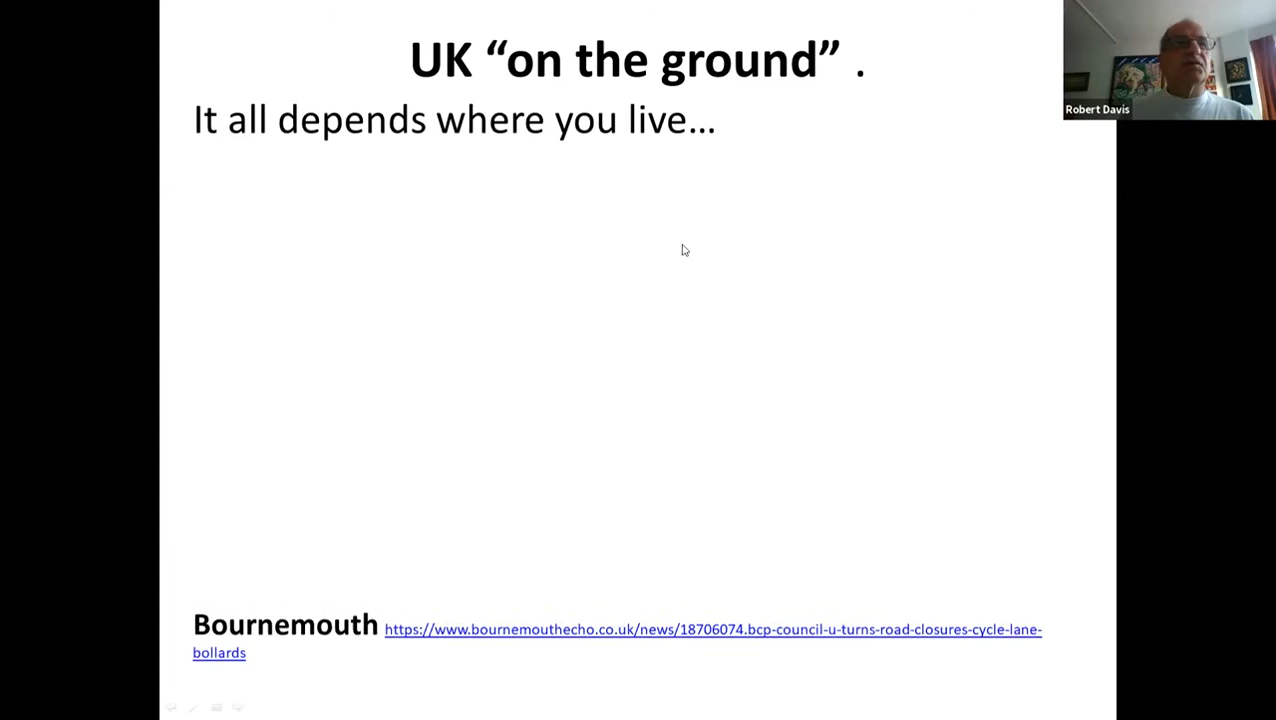 UK “on the ground” .
Robert Davis
It all depends where you live…
Bournemouth https://www.bournemouthecho.co.uk/news/18706074.bcp-council-u-turns-road-closures-cycle-lane-
bollards